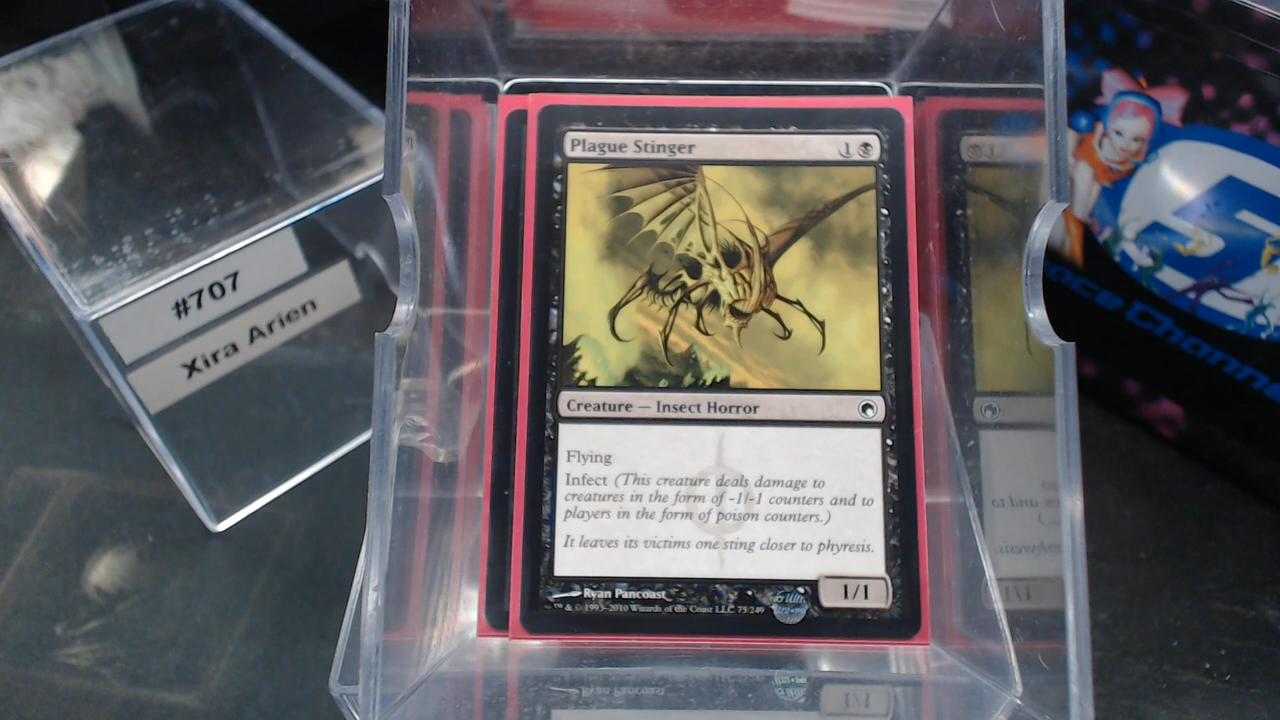 #707
Xira Arien
Plague Stinger 1
Creature — Insect Horror
Flying
Infect (This creature deals damage to
creatures in the form of -1/-1 counters and to
players in the form of poison counters.)
It leaves its victims one sting closer to phyresis.
1/1
Ryan Pancoast
™ & © 1993–2010 Wizards of the Coast LLC 75/249